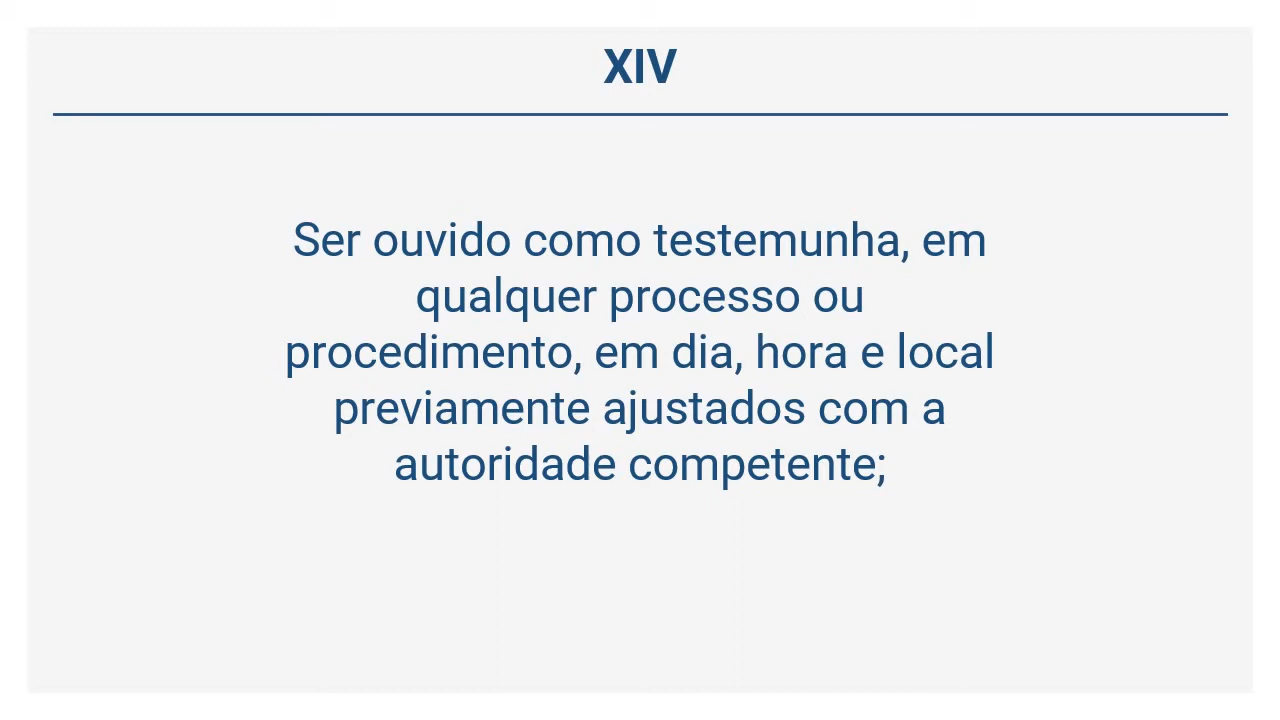 XIV
Ser ouvido como testemunha, em
qualquer processo ou
procedimento, em dia, hora e local
previamente ajustados com a
autoridade competente;